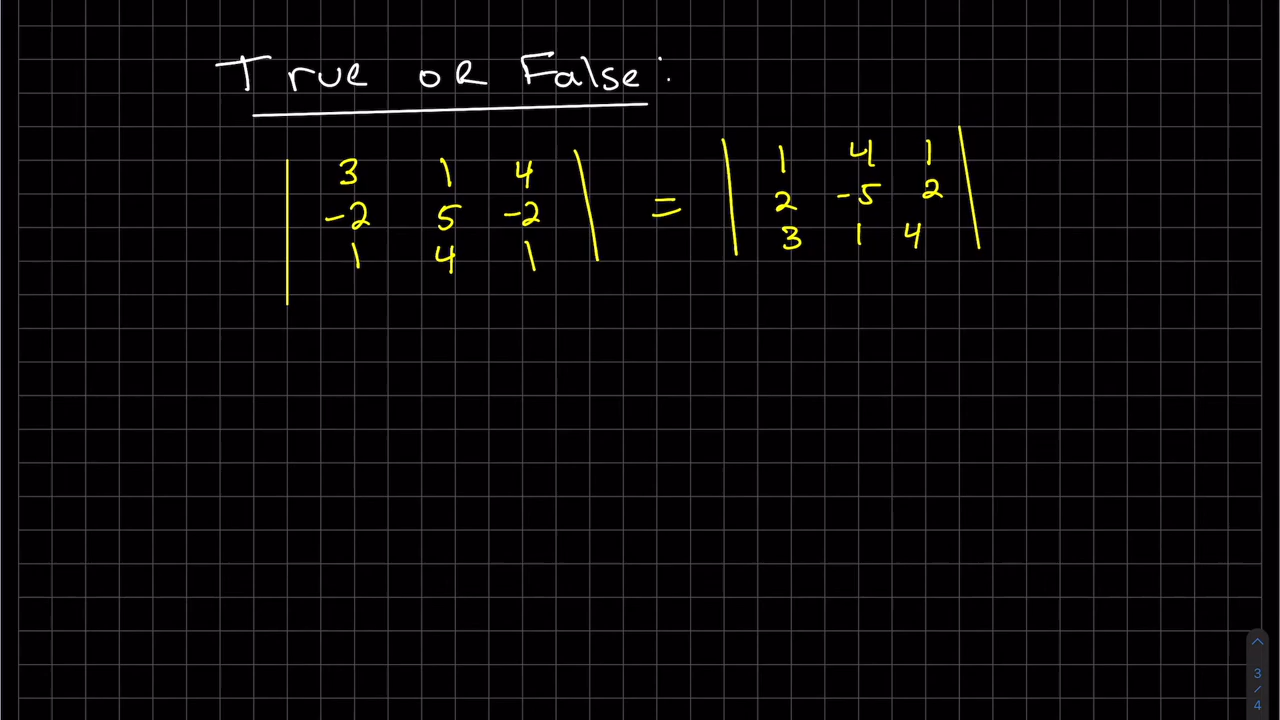 True or False:
| 3 1 4 | = | 1 4 1 |
| -2 5 -2 | | 2 -5 2 |
| 1 4 1 | | 3 1 4 |
3
/
4